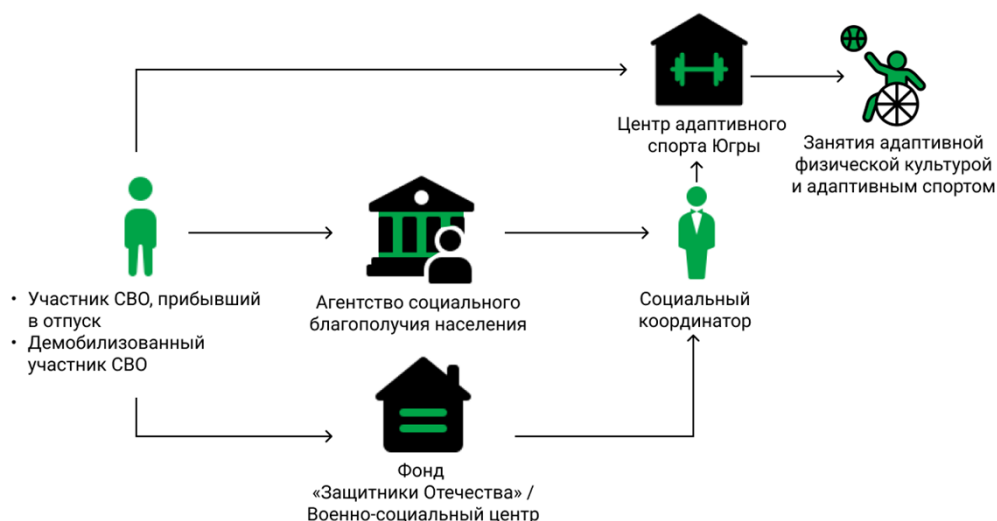 Центр адаптивного
спорта Югры
Занятия адаптивной
физической культурой
и адаптивным спортом
• Участник СВО, прибывший
в отпуск
• Демобилизованный
участник СВО
Агентство социального
благополучия населения
Социальный
координатор
Фонд
«Защитники Отечества» /
Военно-социальный центр